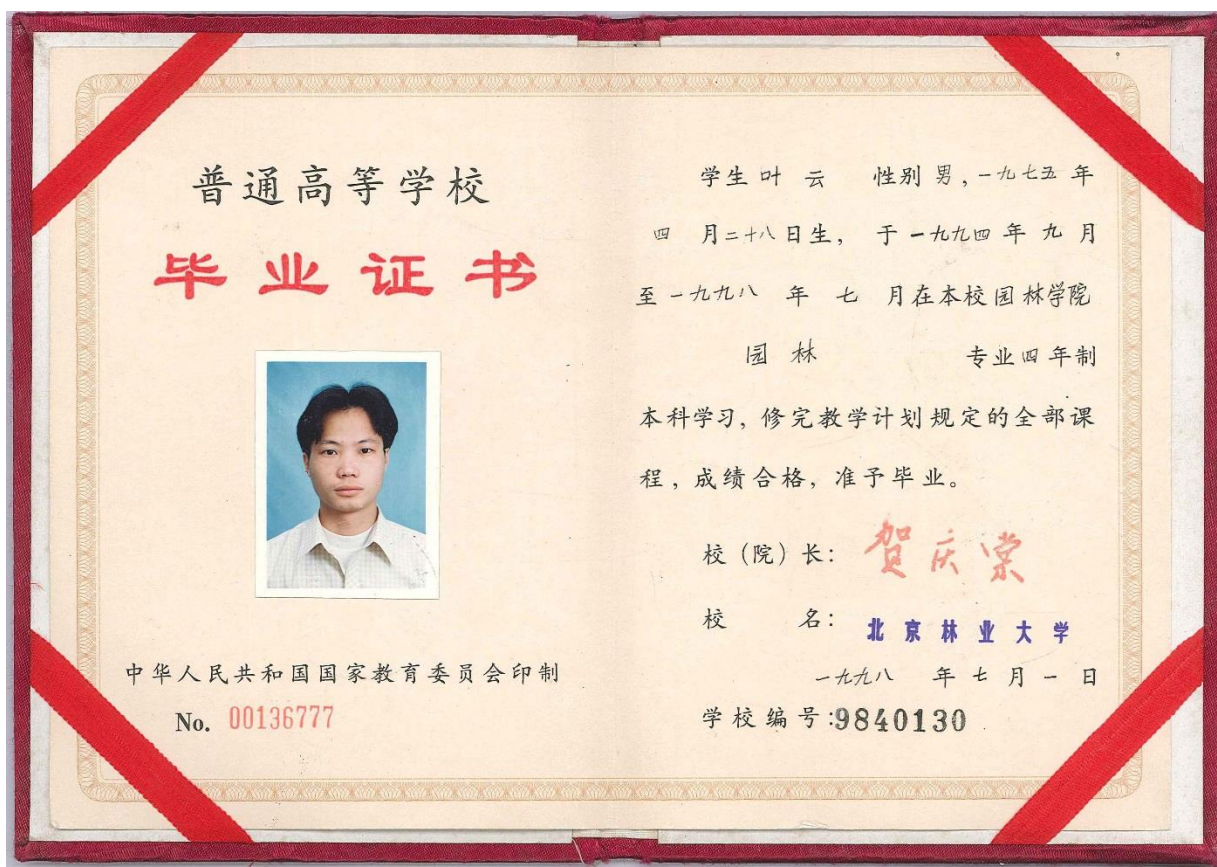 普通高等学校
毕业证书
中华人民共和国国家教育委员会印制
No. 00136777
学生 叶 云 性别 男,一九七五 年
四 月 二十八 日生, 于 一九九四 年 九 月
至 一九九八 年 七 月在本校 园林学院
园 林 专业 四 年制
本科学习, 修完教学计划规定的全部课
程, 成绩合格, 准予毕业。
校(院)长: 贺庆棠
校 名: 北京林业大学
一九九八 年 七 月 一 日
学校编号:9840130